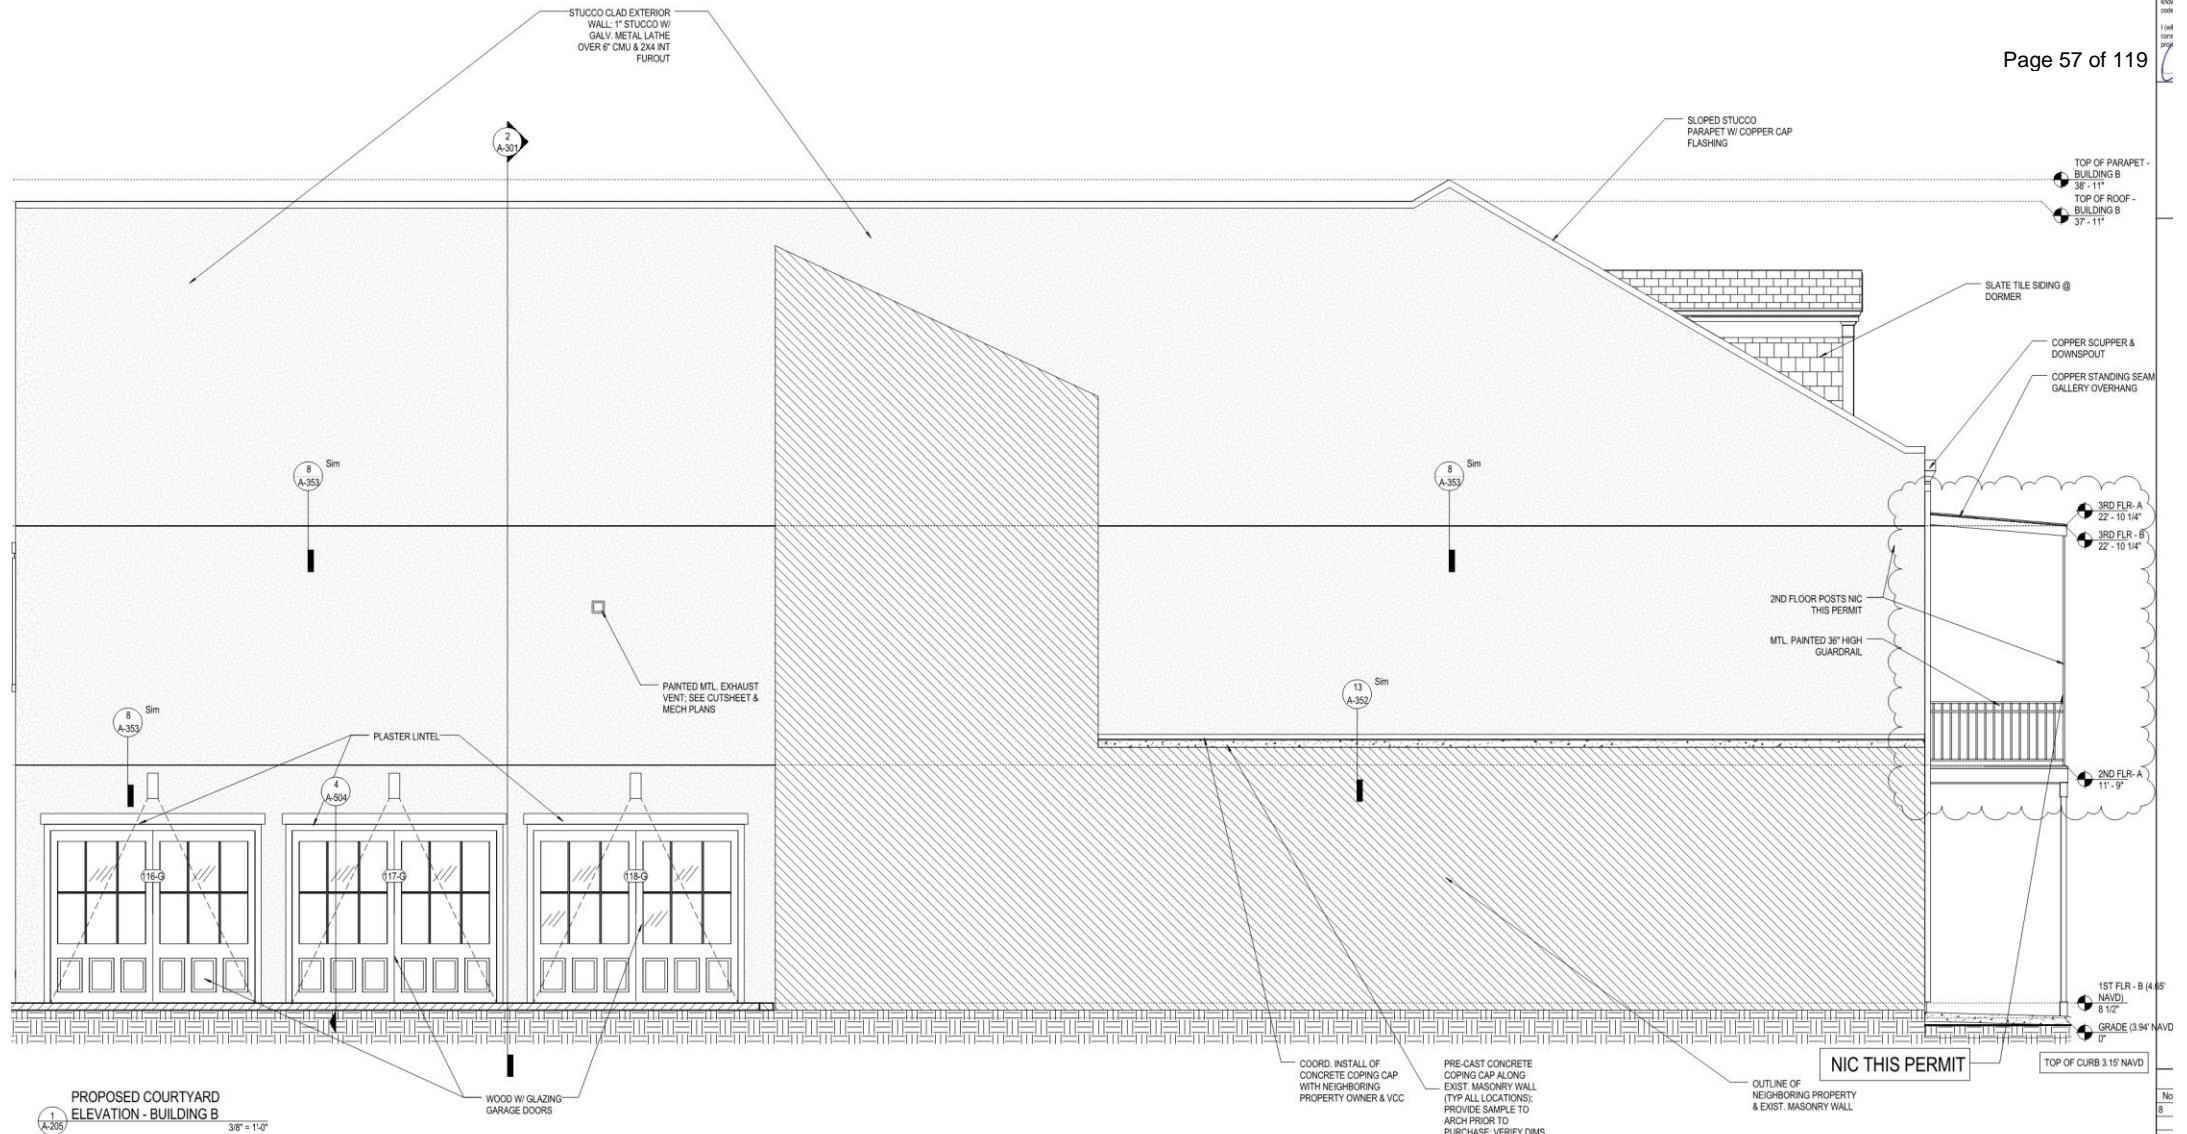 STUCCO CLAD EXTERIOR
WALL; 1" STUCCO W/
GALV. METAL LATHE
OVER 6" CMU & 2X4 INT
FUROUT
Page 57 of 119
2
A-301
SLOPED STUCCO
PARAPET W/ COPPER CAP
FLASHING
TOP OF PARAPET -
BUILDING B
38' - 11"
TOP OF ROOF -
BUILDING B
37' - 11"
SLATE TILE SIDING @
DORMER
COPPER SCUPPER &
DOWNSPOUT
COPPER STANDING SEAM
GALLERY OVERHANG
8
A-353
Sim
8
A-353
Sim
3RD FLR- A
22' - 10 1/4"
3RD FLR - B
22' - 10 1/4"
2ND FLOOR POSTS NIC
THIS PERMIT
MTL. PAINTED 36" HIGH
GUARDRAIL
PAINTED MTL. EXHAUST
VENT; SEE CUTSHEET &
MECH PLANS
13
A-352
Sim
8
A-353
Sim
PLASTER LINTEL
4
A-504
2ND FLR- A
11' - 9"
116-G
117-G
118-G
1ST FLR - B (4.65'
NAVD)
8 1/2"
GRADE (3.94' NAVD
0"
NIC THIS PERMIT
TOP OF CURB 3.15' NAVD
COORD. INSTALL OF
CONCRETE COPING CAP
WITH NEIGHBORING
PROPERTY OWNER & VCC
PRE-CAST CONCRETE
COPING CAP ALONG
EXIST. MASONRY WALL
(TYP ALL LOCATIONS);
PROVIDE SAMPLE TO
ARCH PRIOR TO
PURCHASE; VERIFY DIMS
OUTLINE OF
NEIGHBORING PROPERTY
& EXIST. MASONRY WALL
WOOD W/ GLAZING
GARAGE DOORS
PROPOSED COURTYARD
ELEVATION - BUILDING B
1
A-205
3/8" = 1'-0"
No
8